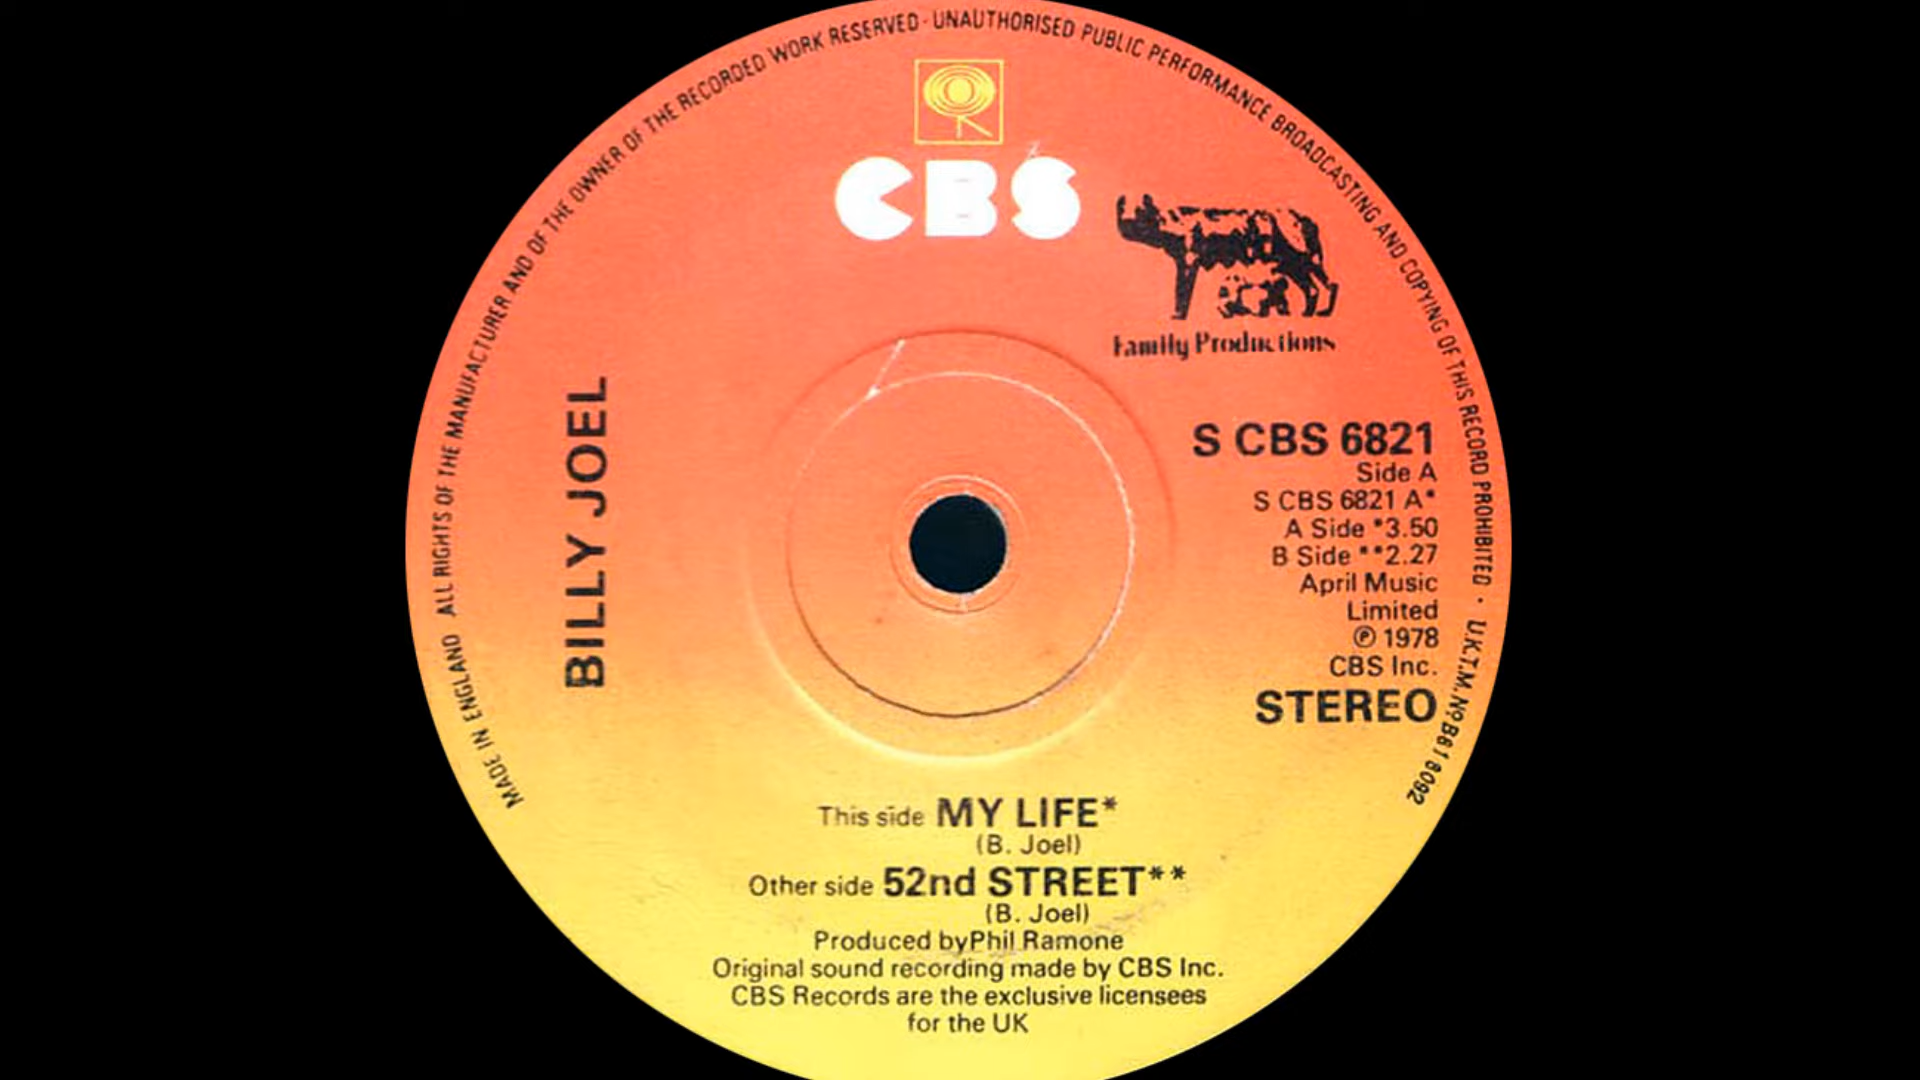 MADE IN ENGLAND ALL RIGHTS OF THE MANUFACTURER AND OF THE OWNER OF THE RECORDED WORK RESERVED · UNAUTHORISED PUBLIC PERFORMANCE BROADCASTING AND COPYING OF THIS RECORD PROHIBITED · U.K.T.M. Nº B618092
CBS
Family Productions
BILLY JOEL
S CBS 6821
Side A
S CBS 6821 A*
A Side *3.50
B Side **2.27
April Music
Limited
℗ 1978
CBS Inc.
STEREO
This side MY LIFE*
(B. Joel)
Other side 52nd STREET**
(B. Joel)
Produced byPhil Ramone
Original sound recording made by CBS Inc.
CBS Records are the exclusive licensees
for the UK